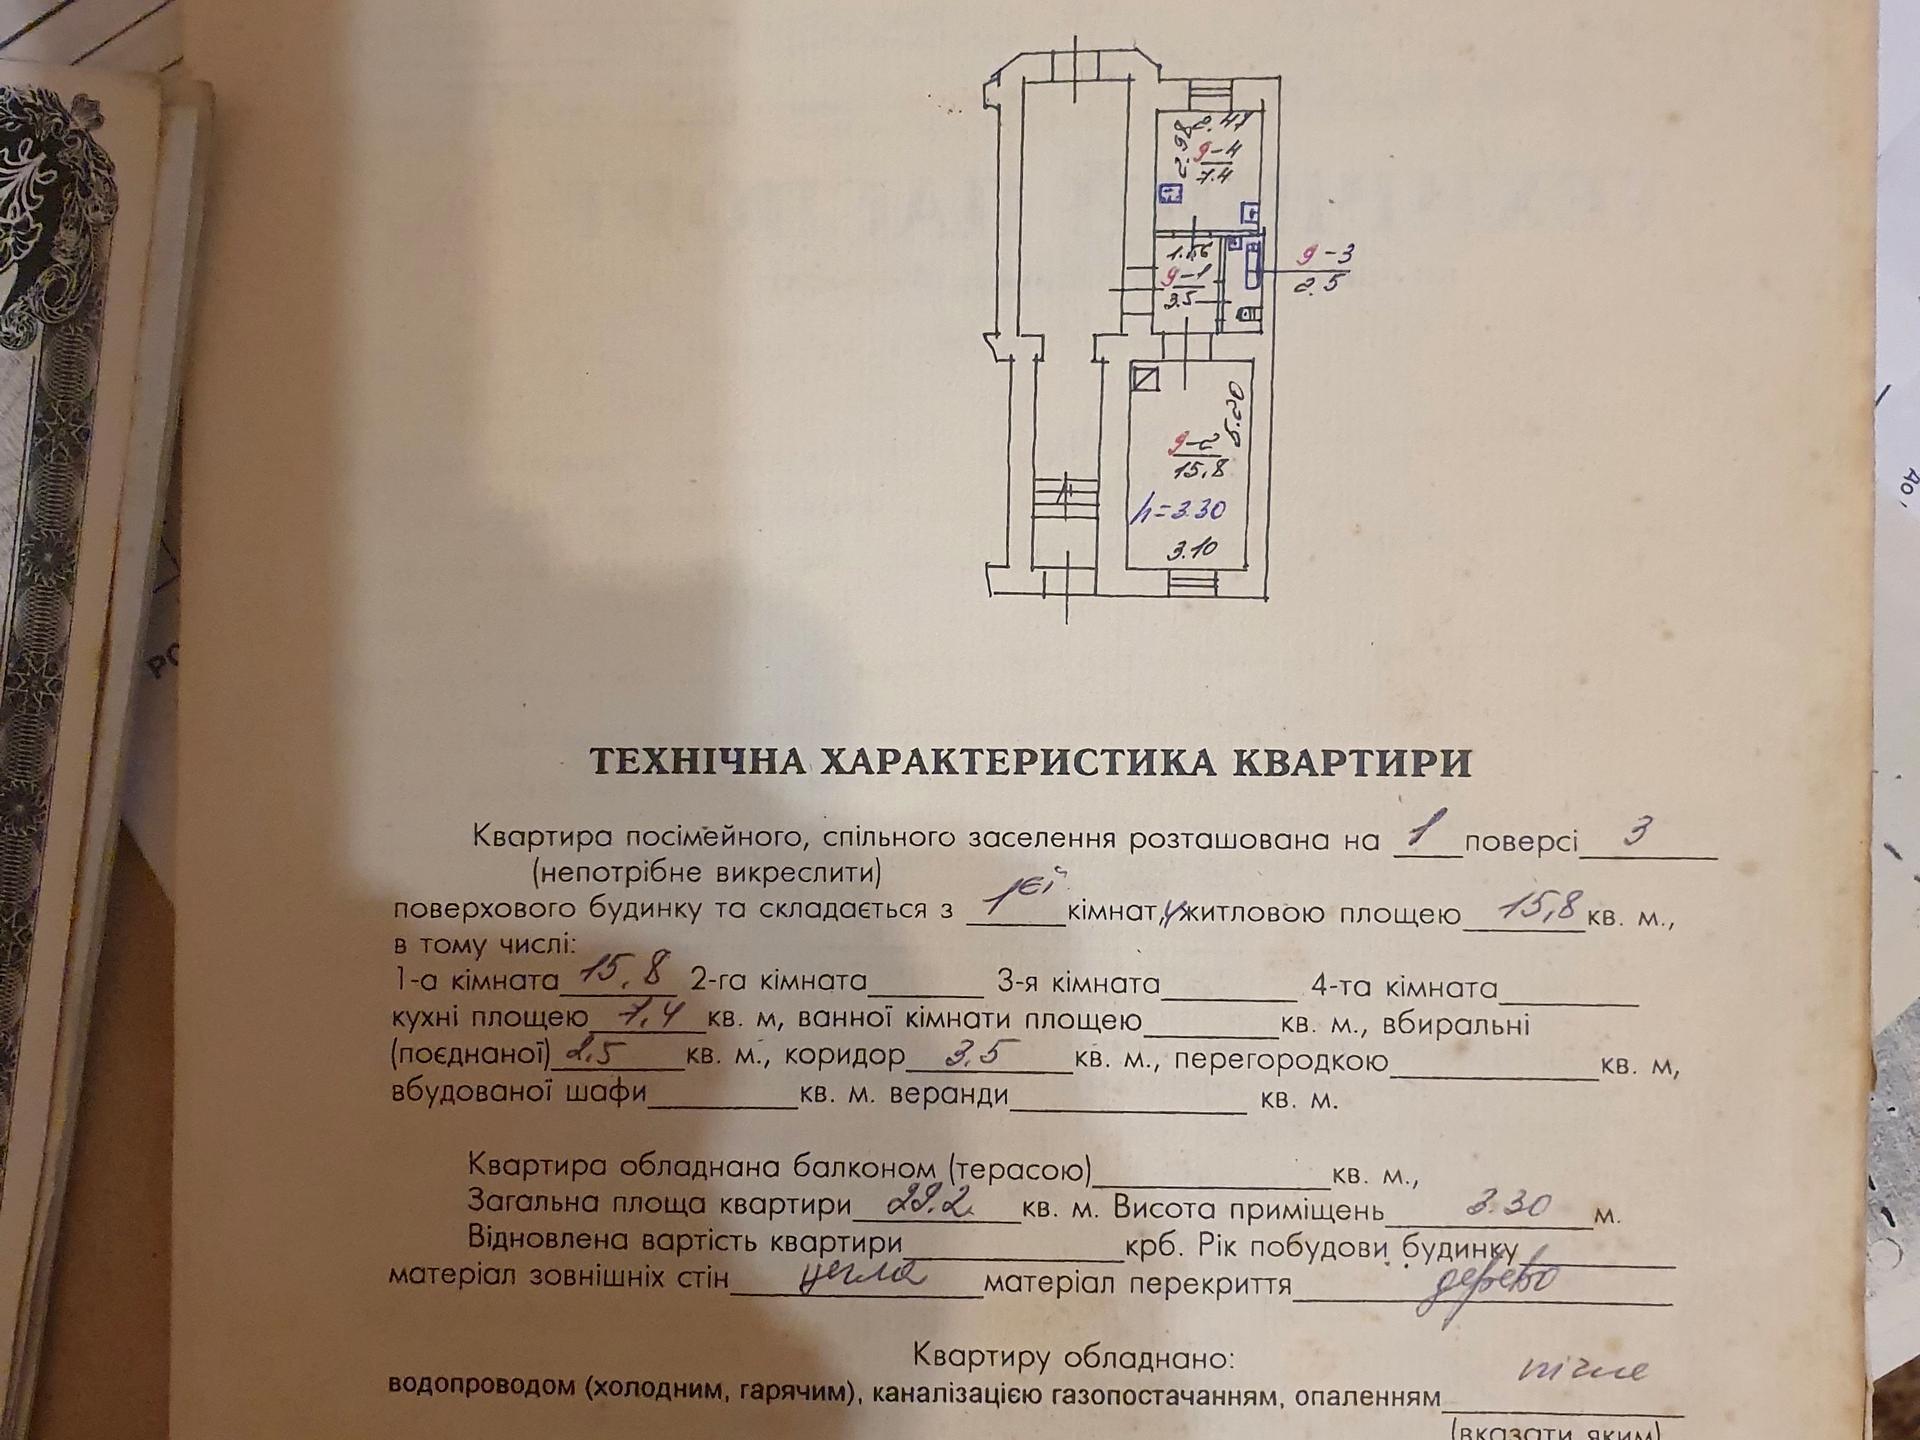 2.47
2.98
9-4
7.4
1.56
9-1
3.5
9-3
2.5
5.20
9-2
15,8
h=3.30
3.10
ТЕХНІЧНА ХАРАКТЕРИСТИКА КВАРТИРИ
Квартира посімейного, спільного заселення розташована на 1 поверсі 3
(непотрібне викреслити)
поверхового будинку та складається з 1єї кімнат, житловою площею 15,8 кв. м.,
в тому числі:
1-а кімната 15,8 2-га кімната 3-я кімната 4-та кімната
кухні площею 7,4 кв. м, ванної кімнати площею кв. м., вбиральні
(поєднаної) 2,5 кв. м., коридор 3,5 кв. м., перегородкою кв. м,
вбудованої шафи кв. м. веранди кв. м.
Квартира обладнана балконом (терасою) кв. м.,
Загальна площа квартири 29.2 кв. м. Висота приміщень 3.30 м.
Відновлена вартість квартири крб. Рік побудови будинку
матеріал зовнішніх стін цегла матеріал перекриття дерево
Квартиру обладнано:
водопроводом (холодним, гарячим), каналізацією газопостачанням, опаленням пічне
(вказати яким)